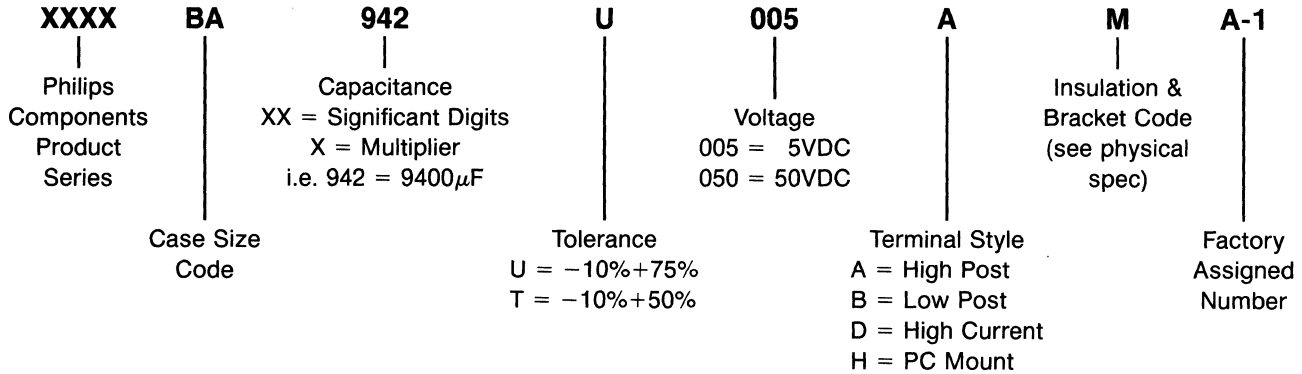 XXXX BA 942 U 005 A M A-1
Philips
Components
Product
Series
Case Size
Code
Capacitance
XX = Significant Digits
X = Multiplier
i.e. 942 = 9400μF
Tolerance
U = −10%+75%
T = −10%+50%
Voltage
005 = 5VDC
050 = 50VDC
Terminal Style
A = High Post
B = Low Post
D = High Current
H = PC Mount
Insulation &
Bracket Code
(see physical
spec)
Factory
Assigned
Number